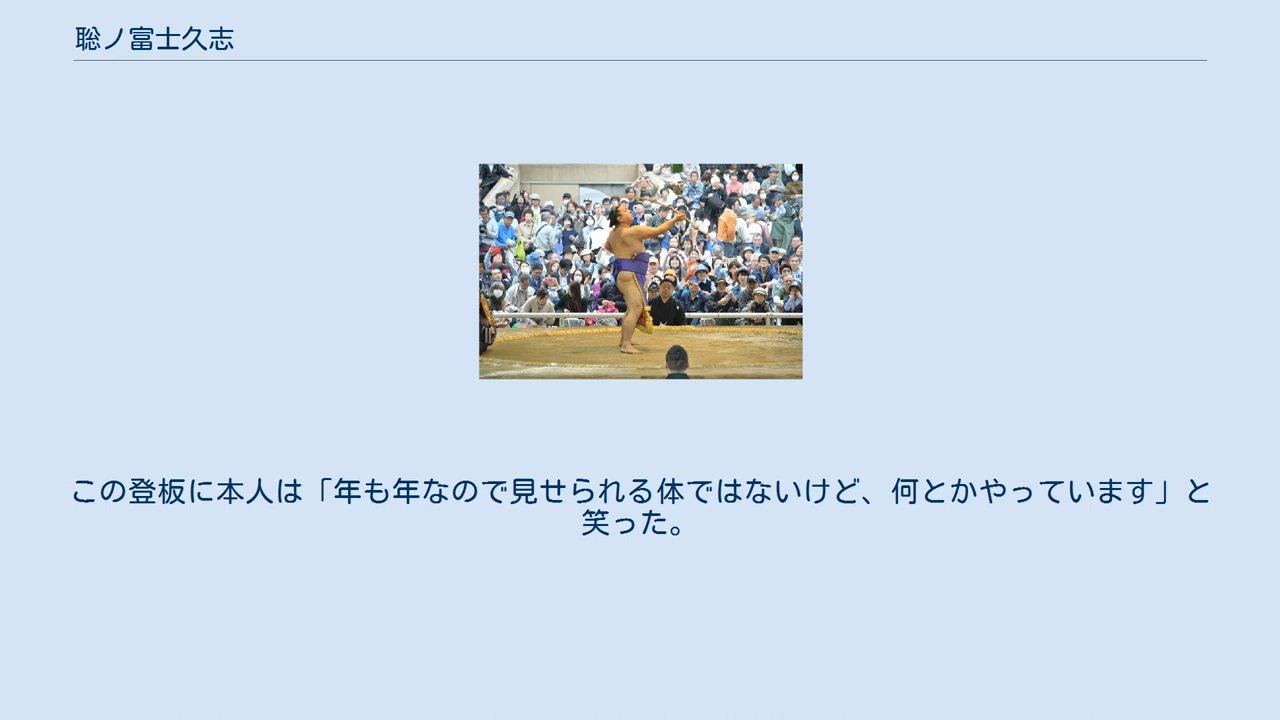 聡ノ富士久志
この登板に本人は「年も年なので見せられる体ではないけど、何とかやっています」と
笑った。